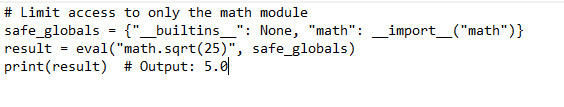 # Limit access to only the math module
safe_globals = {"__builtins__": None, "math": __import__("math")}
result = eval("math.sqrt(25)", safe_globals)
print(result)  # Output: 5.0